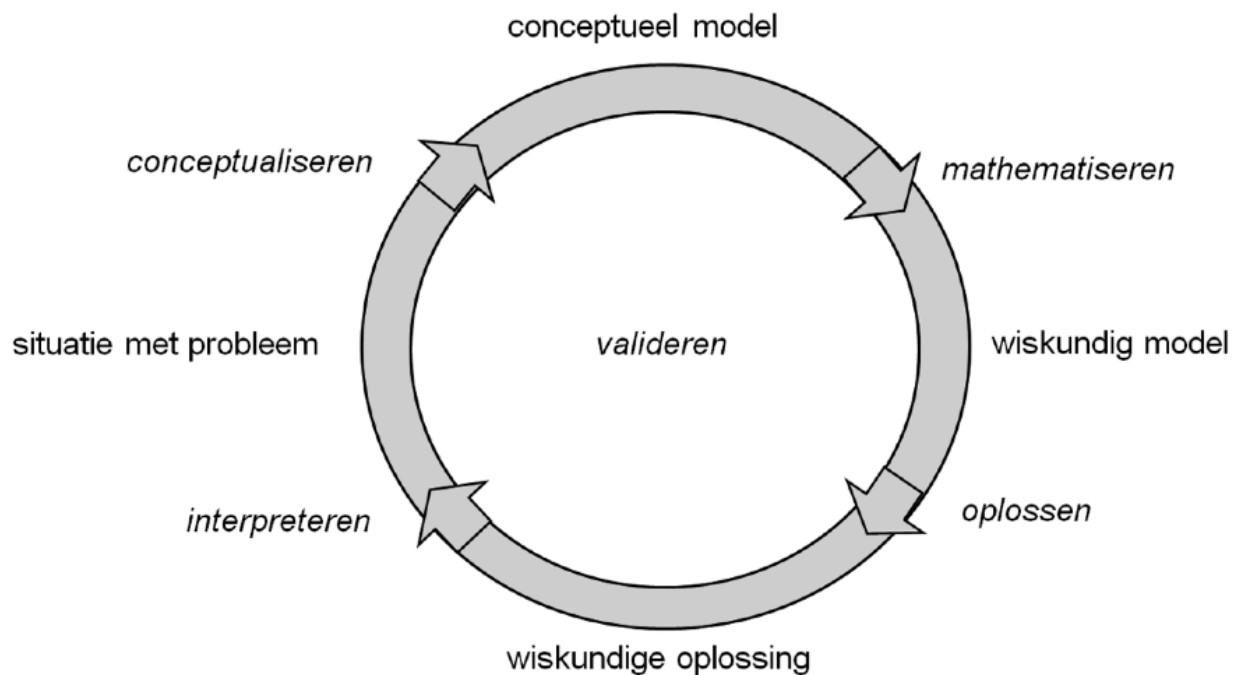 conceptueel model
conceptualiseren
mathematiseren
situatie met probleem
valideren
wiskundig model
interpreteren
oplossen
wiskundige oplossing